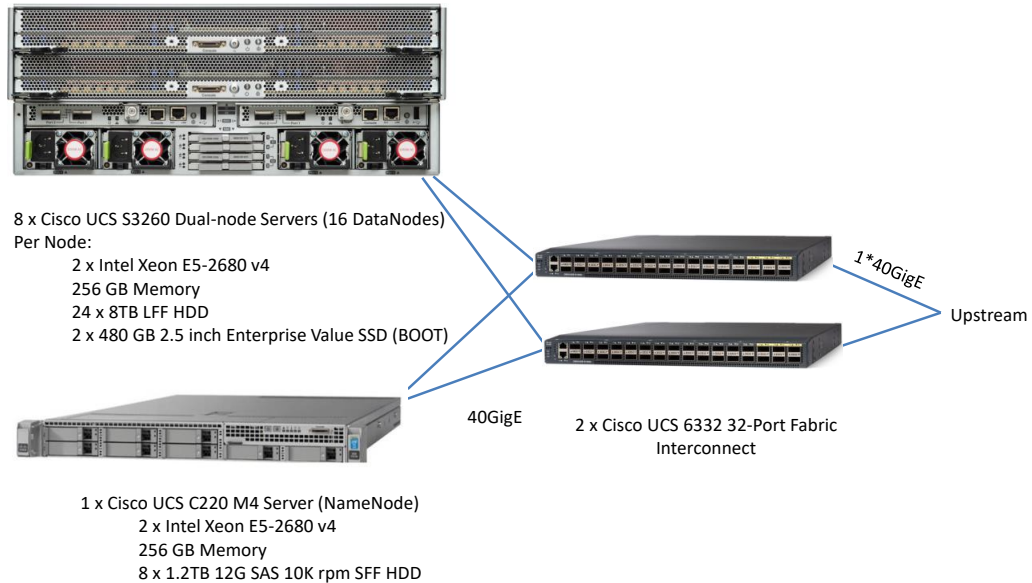 8 x Cisco UCS S3260 Dual-node Servers (16 DataNodes)
Per Node:
2 x Intel Xeon E5-2680 v4
256 GB Memory
24 x 8TB LFF HDD
2 x 480 GB 2.5 inch Enterprise Value SSD (BOOT)
1*40GigE
Upstream
40GigE
2 x Cisco UCS 6332 32-Port Fabric
Interconnect
1 x Cisco UCS C220 M4 Server (NameNode)
2 x Intel Xeon E5-2680 v4
256 GB Memory
8 x 1.2TB 12G SAS 10K rpm SFF HDD